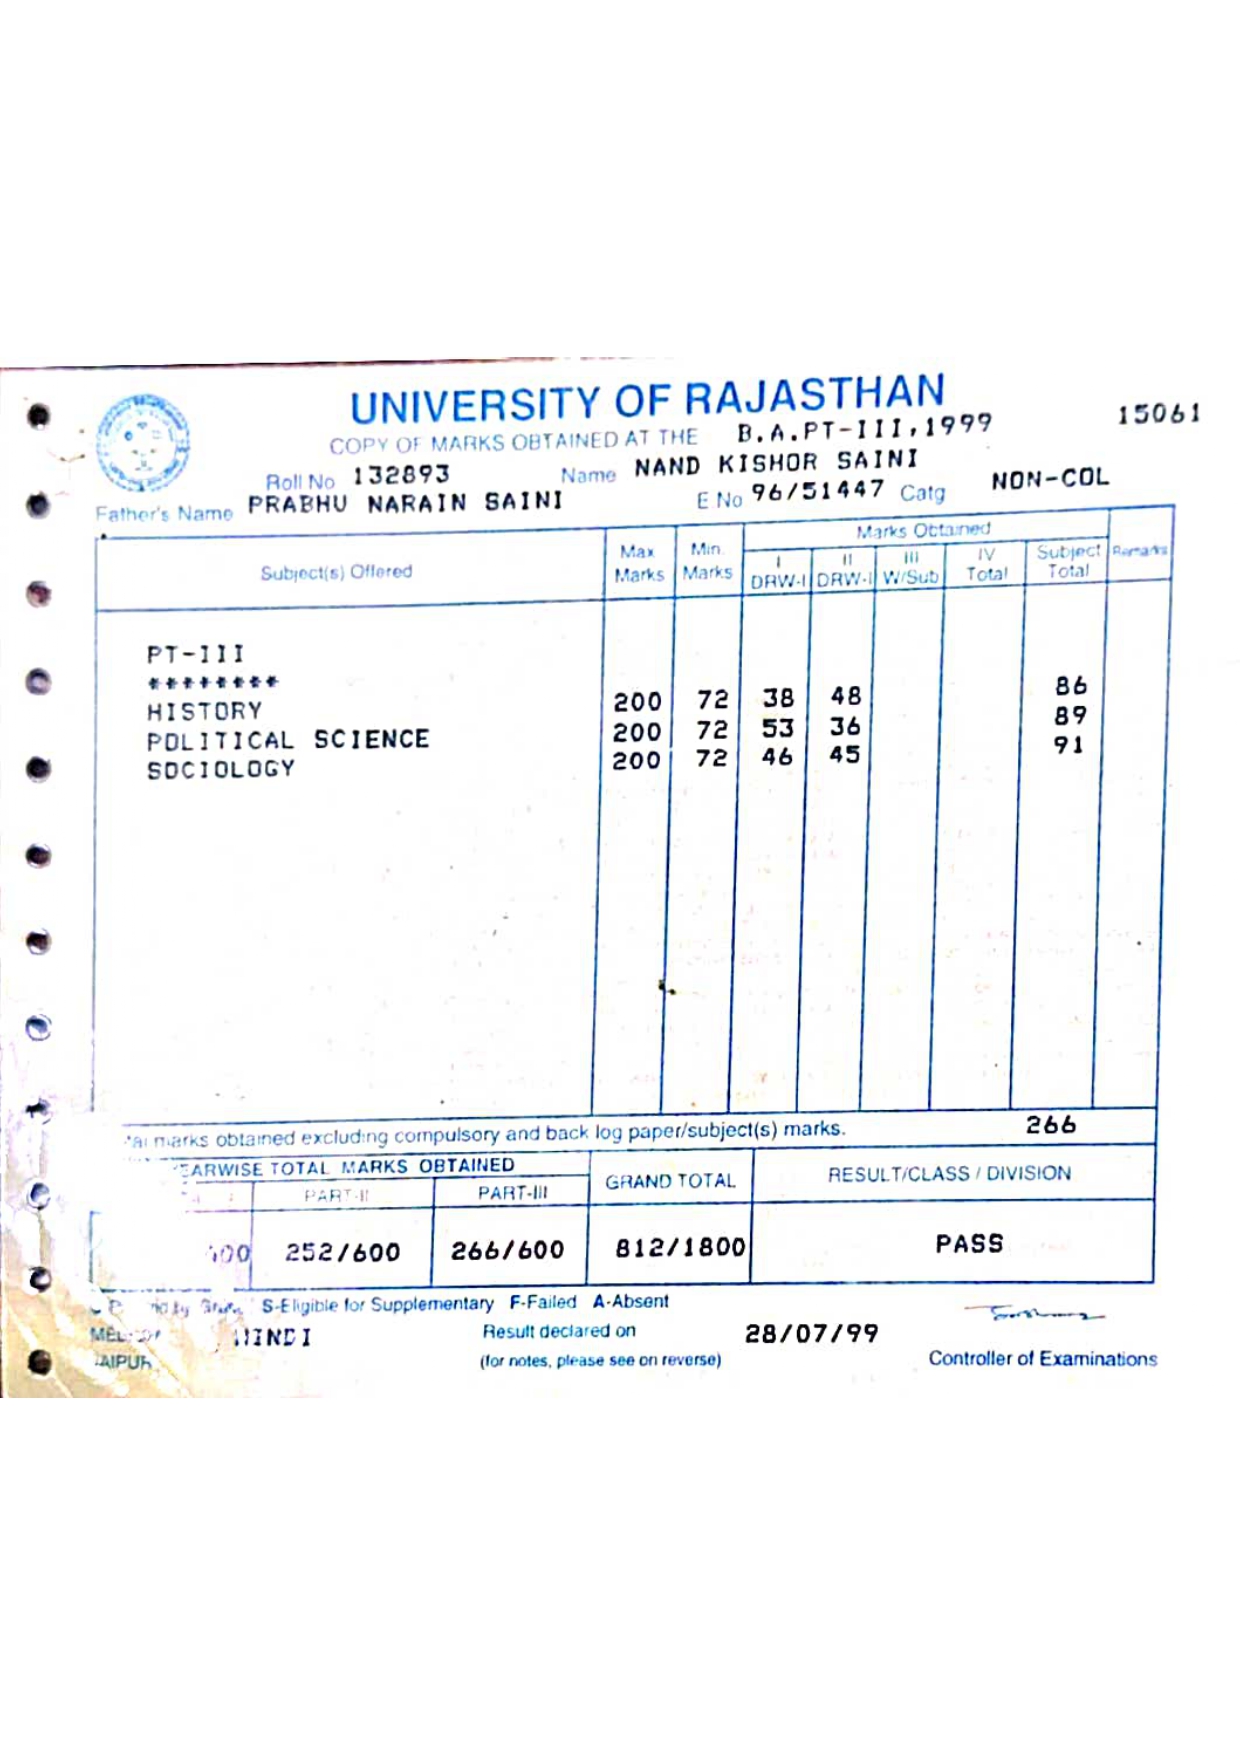 UNIVERSITY OF RAJASTHAN
15061
COPY OF MARKS OBTAINED AT THE B.A.PT-III,1999
Roll No 132893 Name NAND KISHOR SAINI
Father's Name PRABHU NARAIN SAINI E.No 96/51447 Catg NON-COL
Subject(s) Offered Max. Marks Min. Marks Marks Obtained Remarks
I DRW-I II DRW-I III W/Sub IV Total Subject Total
PT-III
********
HISTORY 200 72 38 48 86
POLITICAL SCIENCE 200 72 53 36 89
SOCIOLOGY 200 72 46 45 91
marks obtained excluding compulsory and back log paper/subject(s) marks. 266
TOTAL MARKS OBTAINED GRAND TOTAL RESULT/CLASS / DIVISION
PART-II PART-III
252/600 266/600 812/1800 PASS
S-Eligible for Supplementary F-Failed A-Absent
HINDI Result declared on 28/07/99
(for notes, please see on reverse) Controller of Examinations